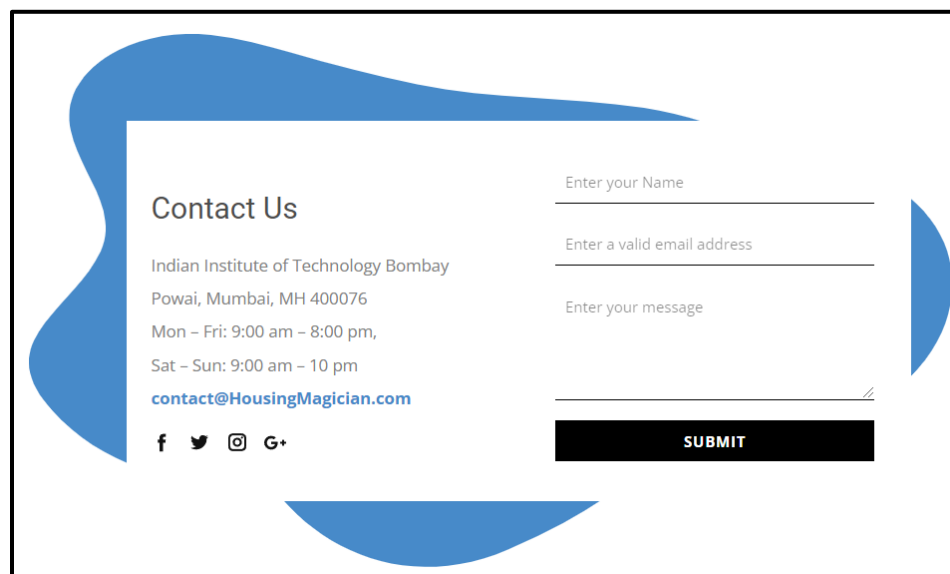 Contact Us
Indian Institute of Technology Bombay
Powai, Mumbai, MH 400076
Mon – Fri: 9:00 am – 8:00 pm,
Sat – Sun: 9:00 am – 10 pm
contact@HousingMagician.com
G+
Enter your Name
Enter a valid email address
Enter your message
SUBMIT